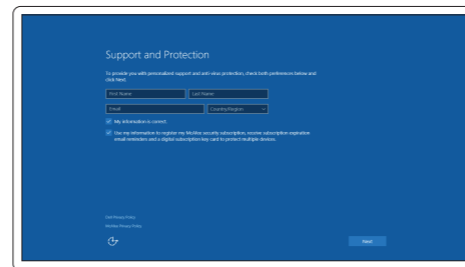 Support and Protection
To provide you with personalized support and anti-virus protection, check both preferences below and
click Next.
First Name
Last Name
Email
Country/Region
My information is correct.
Use my information to register my McAfee security subscription, receive subscription expiration
email reminders and a digital subscription key card to protect multiple devices.
Dell Privacy Policy
McAfee Privacy Policy
Next